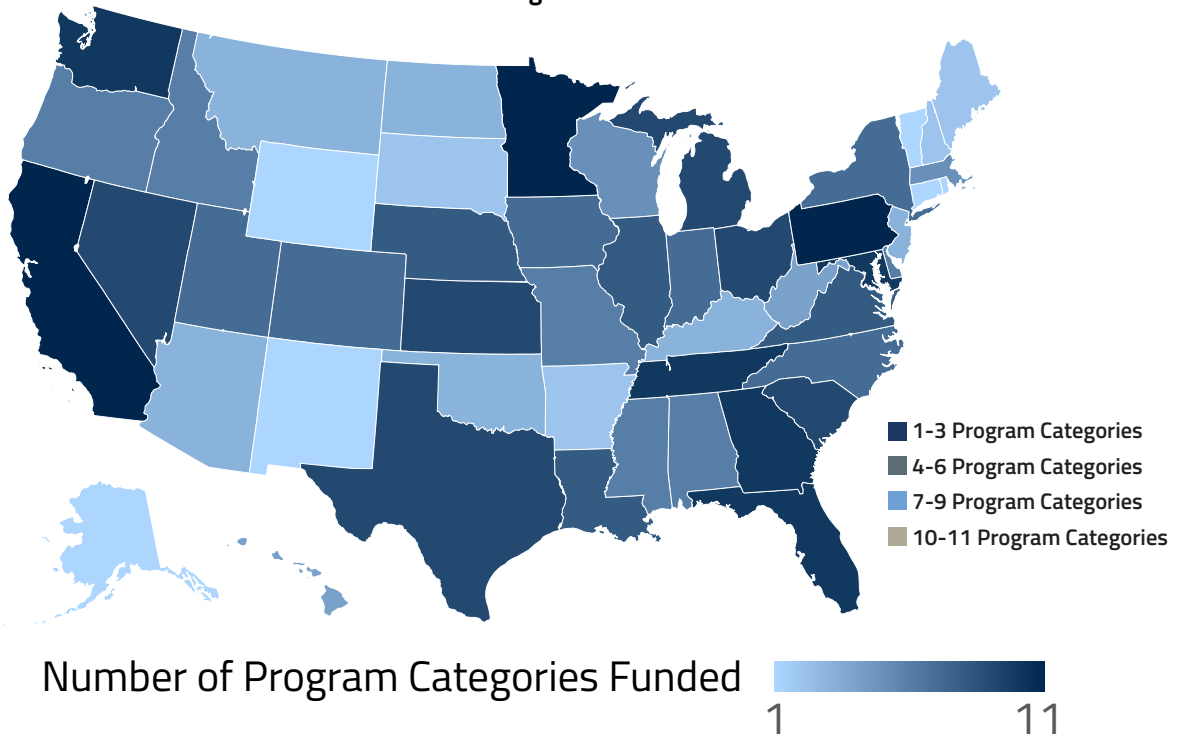 1-3 Program Categories
4-6 Program Categories
7-9 Program Categories
10-11 Program Categories
Number of Program Categories Funded
1
11